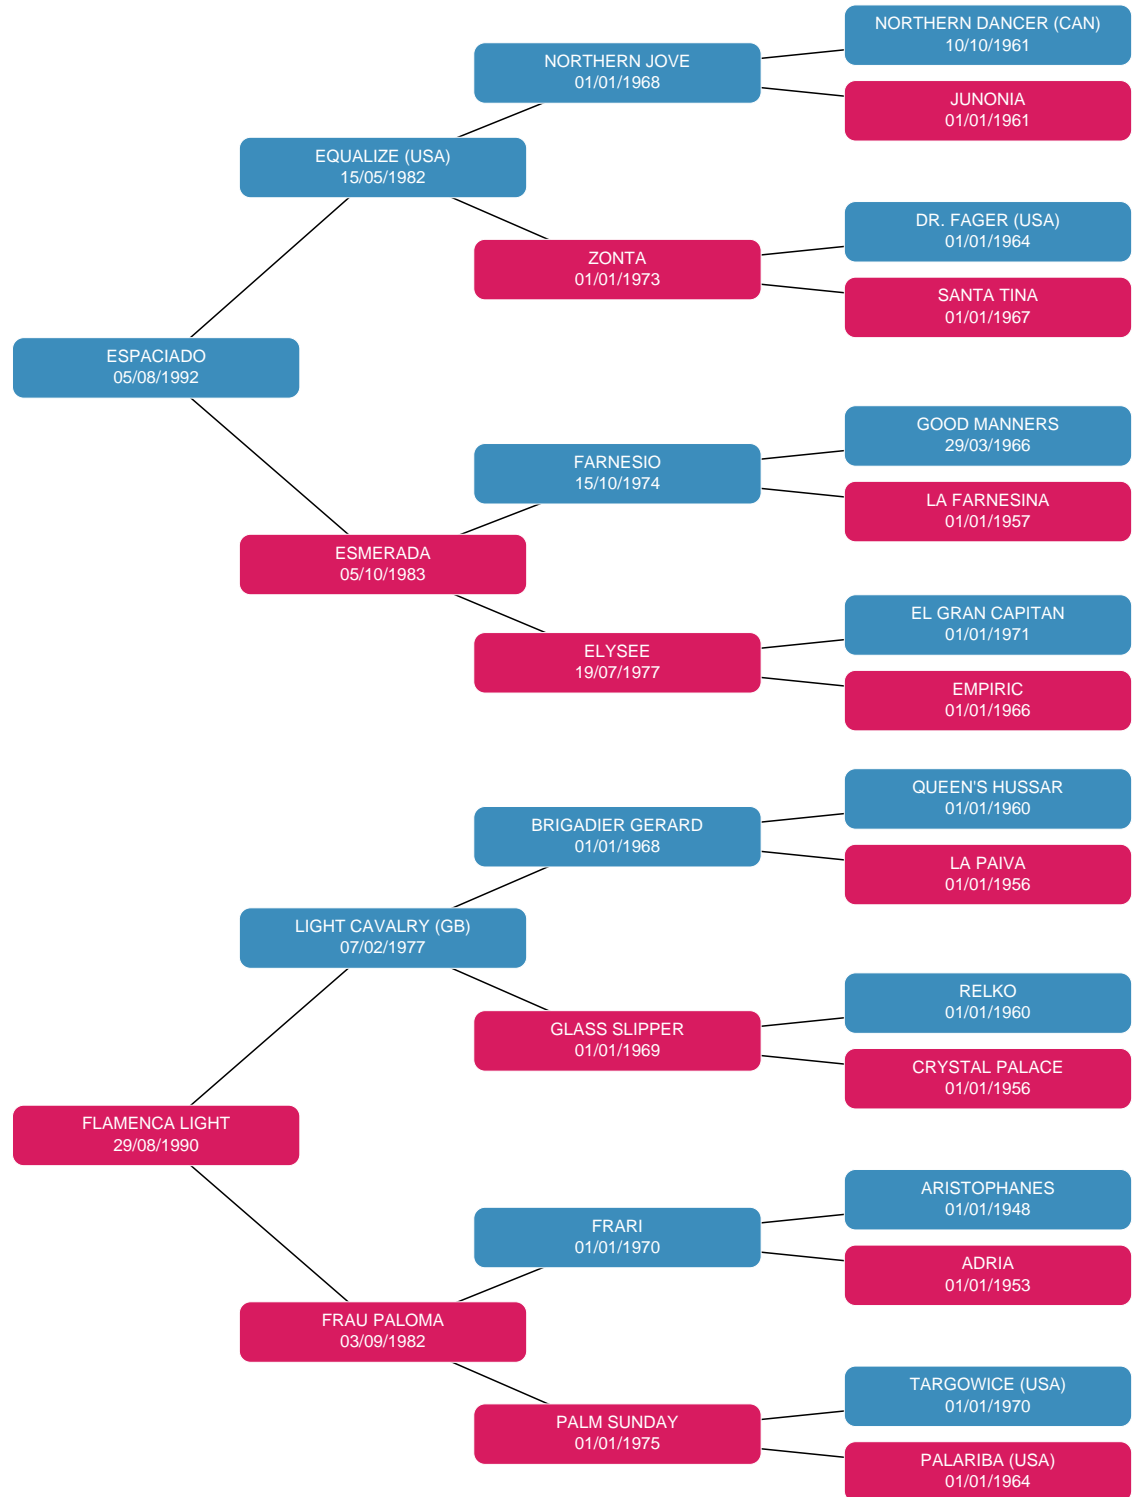 NORTHERN DANCER (CAN)
10/10/1961
NORTHERN JOVE
01/01/1968
JUNONIA
01/01/1961
EQUALIZE (USA)
15/05/1982
DR. FAGER (USA)
01/01/1964
ZONTA
01/01/1973
SANTA TINA
01/01/1967
ESPACIADO
05/08/1992
GOOD MANNERS
29/03/1966
FARNESIO
15/10/1974
LA FARNESINA
01/01/1957
ESMERADA
05/10/1983
EL GRAN CAPITAN
01/01/1971
ELYSEE
19/07/1977
EMPIRIC
01/01/1966
QUEEN'S HUSSAR
01/01/1960
BRIGADIER GERARD
01/01/1968
LA PAIVA
01/01/1956
LIGHT CAVALRY (GB)
07/02/1977
RELKO
01/01/1960
GLASS SLIPPER
01/01/1969
CRYSTAL PALACE
01/01/1956
FLAMENCA LIGHT
29/08/1990
ARISTOPHANES
01/01/1948
FRARI
01/01/1970
ADRIA
01/01/1953
FRAU PALOMA
03/09/1982
TARGOWICE (USA)
01/01/1970
PALM SUNDAY
01/01/1975
PALARIBA (USA)
01/01/1964